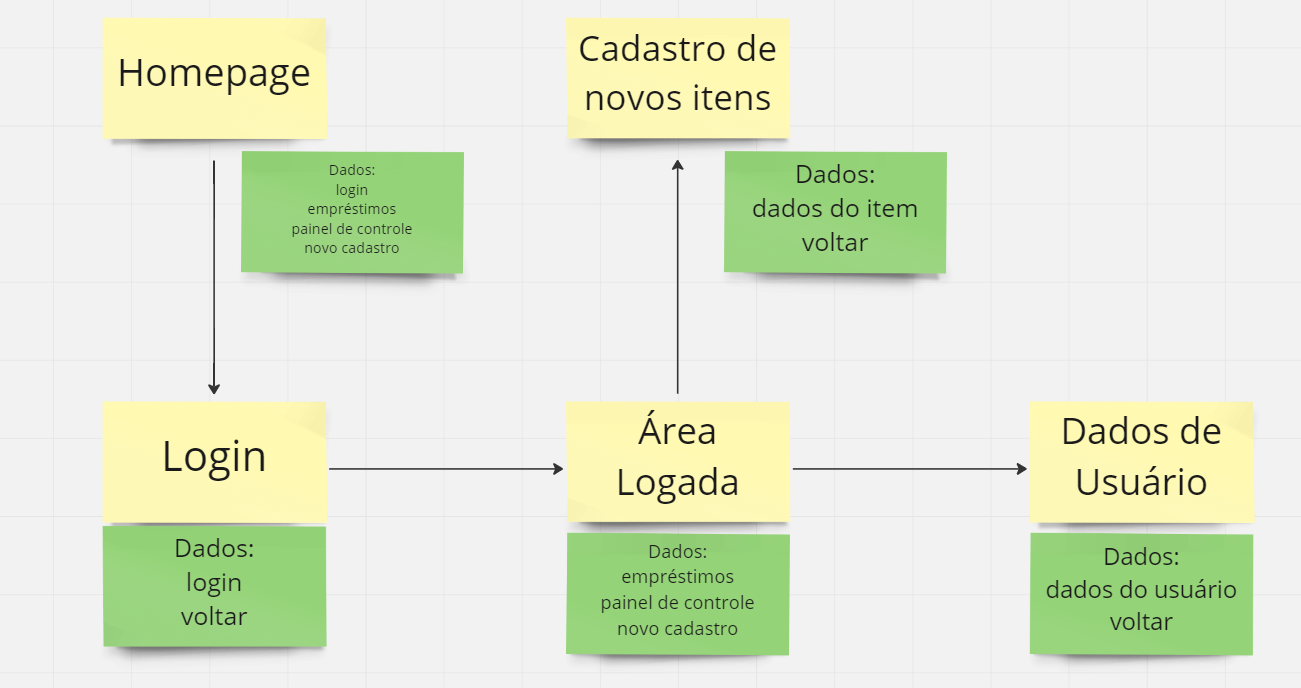 Homepage
Cadastro de
novos itens
Dados:
login
empréstimos
painel de controle
novo cadastro
Dados:
dados do item
voltar
Login
Área
Logada
Dados de
Usuário
Dados:
login
voltar
Dados:
empréstimos
painel de controle
novo cadastro
Dados:
dados do usuário
voltar